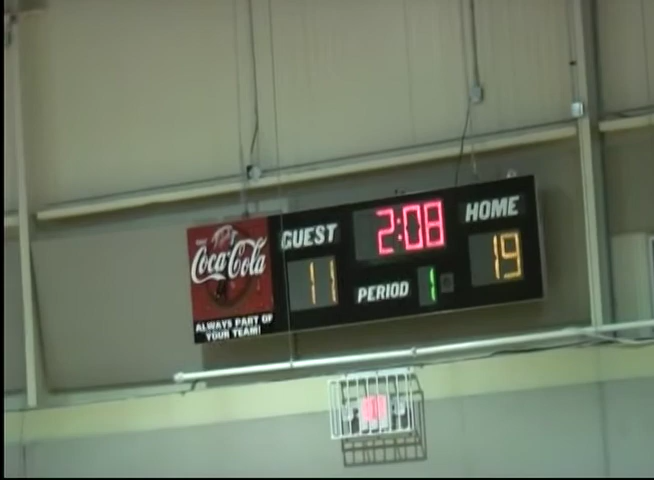 Coca-Cola
ALWAYS PART OF
YOUR TEAM!
GUEST
11
2:08
PERIOD 1
HOME
19